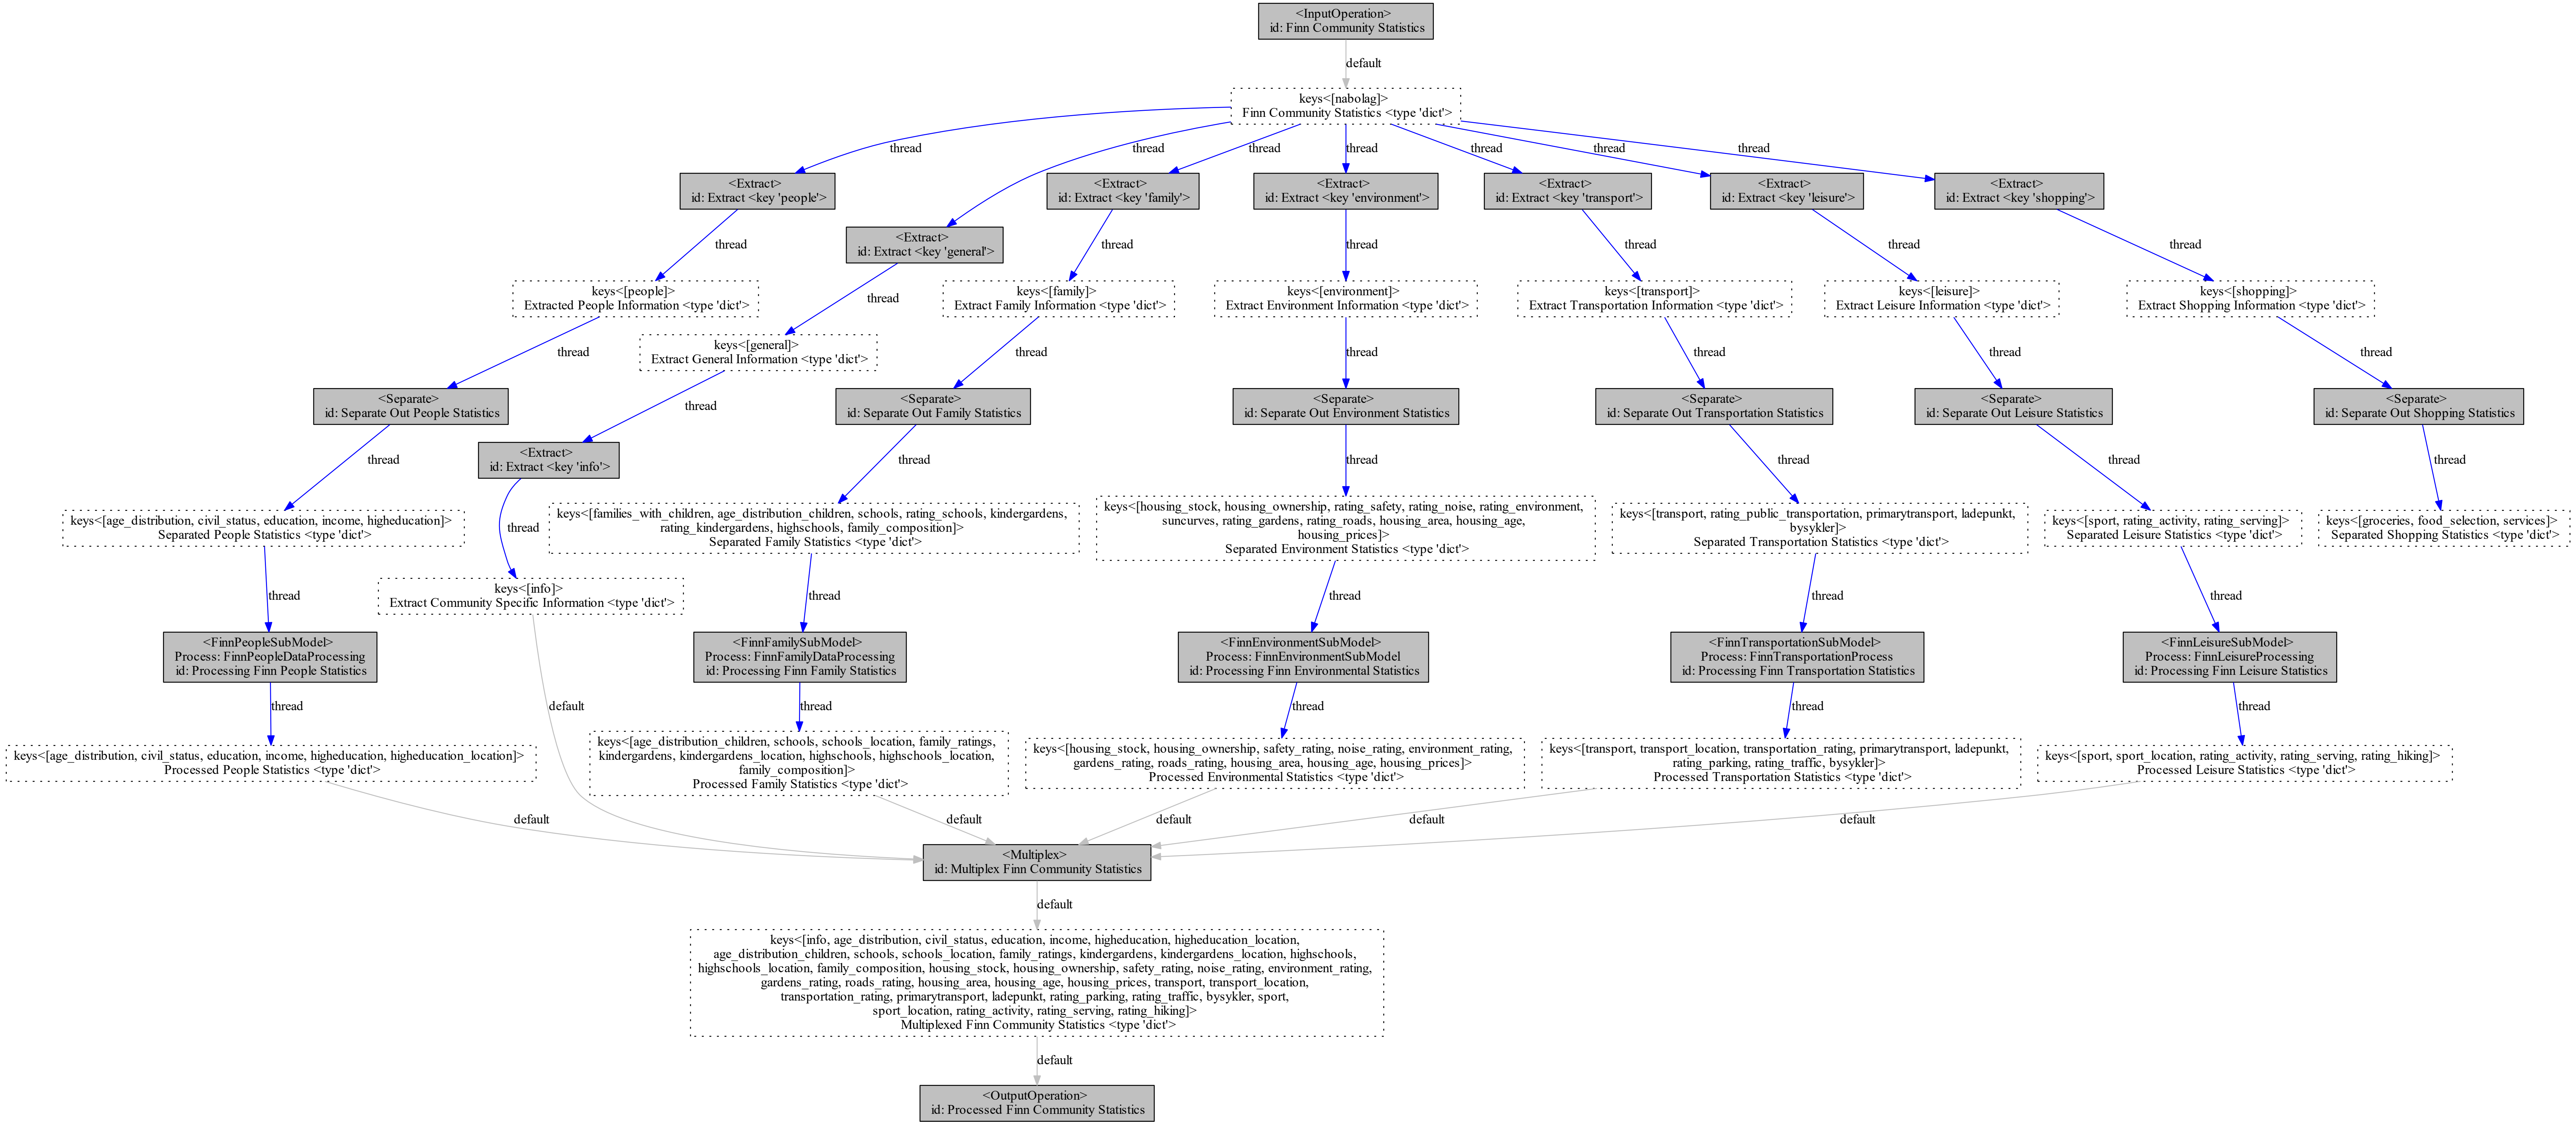 <InputOperation>
id: Finn Community Statistics
default
keys<[nabolag]>
Finn Community Statistics <type 'dict'>
thread
thread
thread
thread
thread
thread
thread
<Extract>
id: Extract <key 'people'>
<Extract>
id: Extract <key 'family'>
<Extract>
id: Extract <key 'environment'>
<Extract>
id: Extract <key 'transport'>
<Extract>
id: Extract <key 'leisure'>
<Extract>
id: Extract <key 'shopping'>
<Extract>
id: Extract <key 'general'>
thread
thread
thread
thread
thread
thread
thread
keys<[people]>
Extracted People Information <type 'dict'>
keys<[family]>
Extract Family Information <type 'dict'>
keys<[environment]>
Extract Environment Information <type 'dict'>
keys<[transport]>
Extract Transportation Information <type 'dict'>
keys<[leisure]>
Extract Leisure Information <type 'dict'>
keys<[shopping]>
Extract Shopping Information <type 'dict'>
keys<[general]>
Extract General Information <type 'dict'>
thread
thread
thread
thread
thread
thread
thread
<Separate>
id: Separate Out People Statistics
<Separate>
id: Separate Out Family Statistics
<Separate>
id: Separate Out Environment Statistics
<Separate>
id: Separate Out Transportation Statistics
<Separate>
id: Separate Out Leisure Statistics
<Separate>
id: Separate Out Shopping Statistics
<Extract>
id: Extract <key 'info'>
thread
thread
thread
thread
thread
thread
thread
keys<[age_distribution, civil_status, education, income, higheducation]>
Separated People Statistics <type 'dict'>
keys<[families_with_children, age_distribution_children, schools, rating_schools, kindergardens,
rating_kindergardens, highschools, family_composition]>
Separated Family Statistics <type 'dict'>
keys<[housing_stock, housing_ownership, rating_safety, rating_noise, rating_environment,
suncurves, rating_gardens, rating_roads, housing_area, housing_age,
housing_prices]>
Separated Environment Statistics <type 'dict'>
keys<[transport, rating_public_transportation, primarytransport, ladepunkt,
bysykler]>
Separated Transportation Statistics <type 'dict'>
keys<[sport, rating_activity, rating_serving]>
Separated Leisure Statistics <type 'dict'>
keys<[groceries, food_selection, services]>
Separated Shopping Statistics <type 'dict'>
keys<[info]>
Extract Community Specific Information <type 'dict'>
thread
thread
thread
thread
thread
<FinnPeopleSubModel>
Process: FinnPeopleDataProcessing
id: Processing Finn People Statistics
<FinnFamilySubModel>
Process: FinnFamilyDataProcessing
id: Processing Finn Family Statistics
<FinnEnvironmentSubModel>
Process: FinnEnvironmentSubModel
id: Processing Finn Environmental Statistics
<FinnTransportationSubModel>
Process: FinnTransportationProcess
id: Processing Finn Transportation Statistics
<FinnLeisureSubModel>
Process: FinnLeisureProcessing
id: Processing Finn Leisure Statistics
thread
default
thread
thread
thread
thread
keys<[age_distribution, civil_status, education, income, higheducation, higheducation_location]>
Processed People Statistics <type 'dict'>
keys<[age_distribution_children, schools, schools_location, family_ratings,
kindergardens, kindergardens_location, highschools, highschools_location,
family_composition]>
Processed Family Statistics <type 'dict'>
keys<[housing_stock, housing_ownership, safety_rating, noise_rating, environment_rating,
gardens_rating, roads_rating, housing_area, housing_age, housing_prices]>
Processed Environmental Statistics <type 'dict'>
keys<[transport, transport_location, transportation_rating, primarytransport, ladepunkt,
rating_parking, rating_traffic, bysykler]>
Processed Transportation Statistics <type 'dict'>
keys<[sport, sport_location, rating_activity, rating_serving, rating_hiking]>
Processed Leisure Statistics <type 'dict'>
default
default
default
default
default
<Multiplex>
id: Multiplex Finn Community Statistics
default
keys<[info, age_distribution, civil_status, education, income, higheducation, higheducation_location,
age_distribution_children, schools, schools_location, family_ratings, kindergardens, kindergardens_location, highschools,
highschools_location, family_composition, housing_stock, housing_ownership, safety_rating, noise_rating, environment_rating,
gardens_rating, roads_rating, housing_area, housing_age, housing_prices, transport, transport_location,
transportation_rating, primarytransport, ladepunkt, rating_parking, rating_traffic, bysykler, sport,
sport_location, rating_activity, rating_serving, rating_hiking]>
Multiplexed Finn Community Statistics <type 'dict'>
default
<OutputOperation>
id: Processed Finn Community Statistics